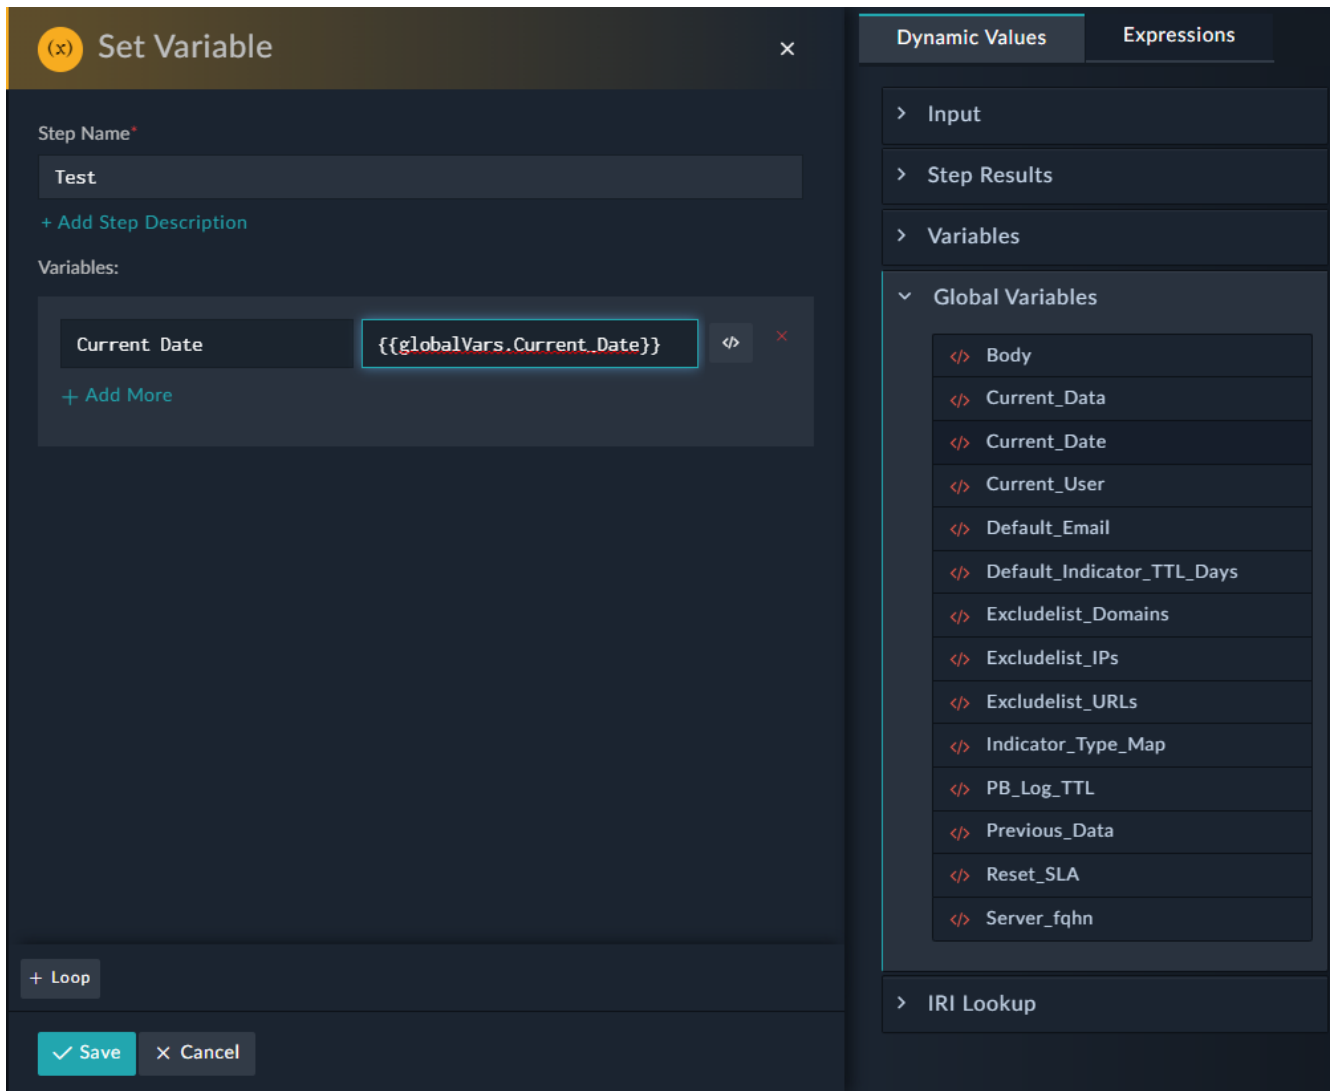 (x) Set Variable ×
Step Name*
Test
+ Add Step Description
Variables:
Current Date {{globalVars.Current_Date}} </> ×
+ Add More
+ Loop
Save × Cancel
Dynamic Values Expressions
> Input
> Step Results
> Variables
Global Variables
</> Body
</> Current_Data
</> Current_Date
</> Current_User
</> Default_Email
</> Default_Indicator_TTL_Days
</> Excludelist_Domains
</> Excludelist_IPs
</> Excludelist_URLs
</> Indicator_Type_Map
</> PB_Log_TTL
</> Previous_Data
</> Reset_SLA
</> Server_fqhn
> IRI Lookup